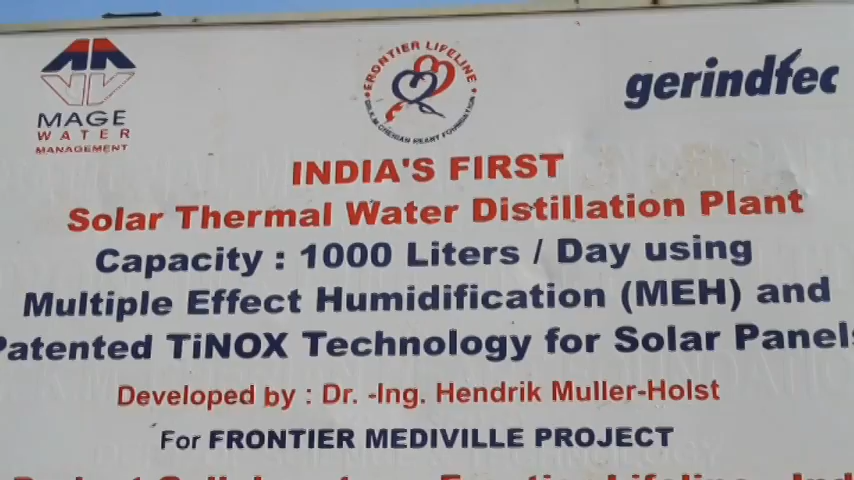 MAGE
WATER
MANAGEMENT
FRONTIER LIFELINE
gerindtec
INDIA'S FIRST
Solar Thermal Water Distillation Plant
Capacity : 1000 Liters / Day using
Multiple Effect Humidification (MEH) and
Patented TiNOX Technology for Solar Panels
Developed by : Dr. -Ing. Hendrik Muller-Holst
For FRONTIER MEDIVILLE PROJECT
Frontier Lifeline